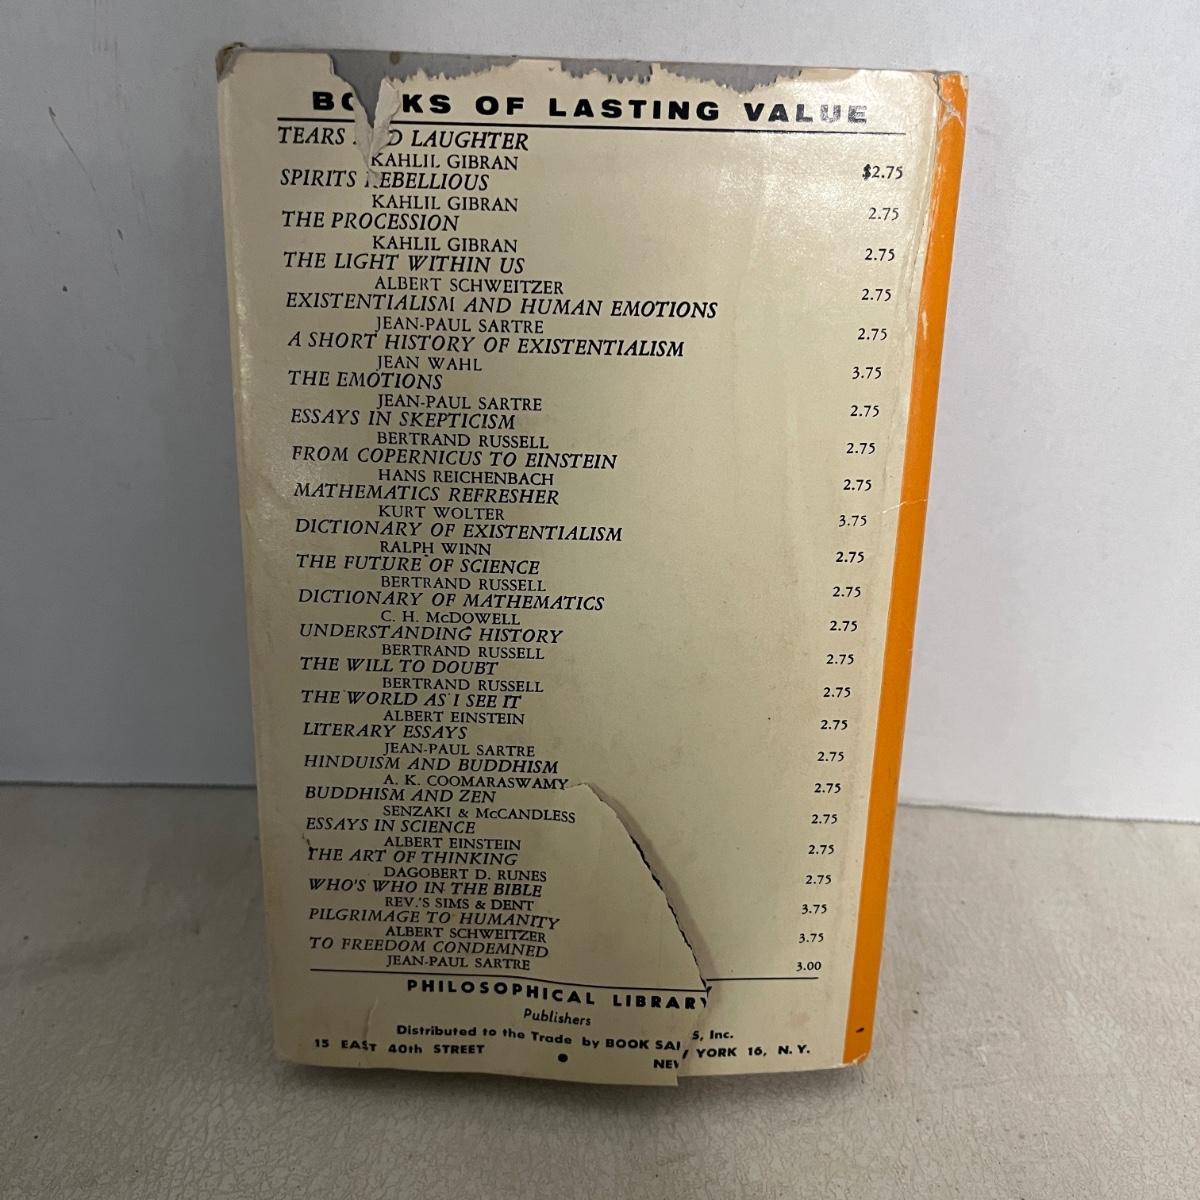 BOOKS OF LASTING VALUE
TEARS AND LAUGHTER
KAHLIL GIBRAN $2.75
SPIRITS REBELLIOUS
KAHLIL GIBRAN 2.75
THE PROCESSION
KAHLIL GIBRAN 2.75
THE LIGHT WITHIN US
ALBERT SCHWEITZER 2.75
EXISTENTIALISM AND HUMAN EMOTIONS
JEAN-PAUL SARTRE 2.75
A SHORT HISTORY OF EXISTENTIALISM
JEAN WAHL 3.75
THE EMOTIONS
JEAN-PAUL SARTRE 2.75
ESSAYS IN SKEPTICISM
BERTRAND RUSSELL 2.75
FROM COPERNICUS TO EINSTEIN
HANS REICHENBACH 2.75
MATHEMATICS REFRESHER
KURT WOLTER 3.75
DICTIONARY OF EXISTENTIALISM
RALPH WINN 2.75
THE FUTURE OF SCIENCE
BERTRAND RUSSELL 2.75
DICTIONARY OF MATHEMATICS
C. H. McDOWELL 2.75
UNDERSTANDING HISTORY
BERTRAND RUSSELL 2.75
THE WILL TO DOUBT
BERTRAND RUSSELL 2.75
THE WORLD AS I SEE IT
ALBERT EINSTEIN 2.75
LITERARY ESSAYS
JEAN-PAUL SARTRE 2.75
HINDUISM AND BUDDHISM
A. K. COOMARASWAMY 2.75
BUDDHISM AND ZEN
SENZAKI & McCANDLESS 2.75
ESSAYS IN SCIENCE
ALBERT EINSTEIN 2.75
THE ART OF THINKING
DAGOBERT D. RUNES 2.75
WHO'S WHO IN THE BIBLE
REV.'S SIMS & DENT 3.75
PILGRIMAGE TO HUMANITY
ALBERT SCHWEITZER 3.75
TO FREEDOM CONDEMNED
JEAN-PAUL SARTRE 3.00
PHILOSOPHICAL LIBRARY
Publishers
Distributed to the Trade by BOOK SALES, Inc.
15 EAST 40th STREET • NEW YORK 16, N. Y.